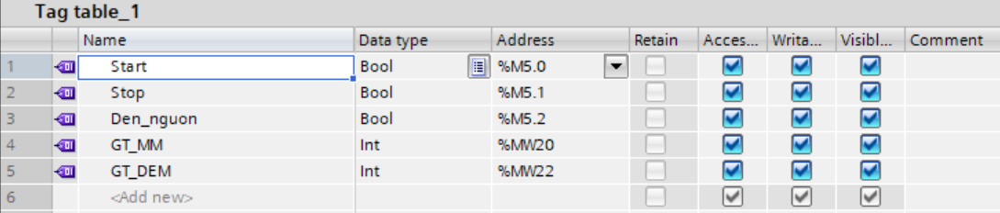 Tag table_1
Name Data type Address Retain Acces... Writa... Visibl... Comment
1 Start Bool %M5.0
2 Stop Bool %M5.1
3 Den_nguon Bool %M5.2
4 GT_MM Int %MW20
5 GT_DEM Int %MW22
6 <Add new>